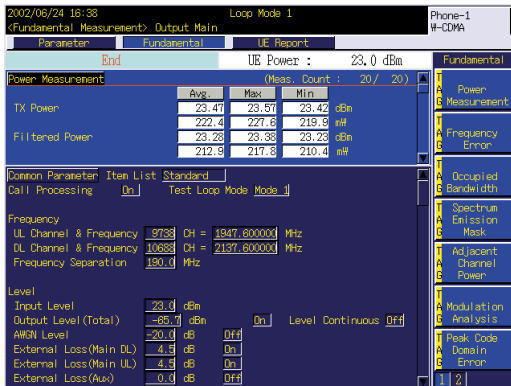 2002/06/24 16:38 Loop Mode 1 Phone-1
<Fundamental Measurement> Output Main W-CDMA
Parameter Fundamental UE Report
End UE Power : 23.0 dBm Fundamental
Power Measurement (Meas. Count : 20/ 20)
Avg. Max Min
TX Power 23.47 23.57 23.42 dBm
222.4 227.6 219.9 mW
Filtered Power 23.28 23.38 23.23 dBm
212.9 217.8 210.4 mW
Common Parameter Item List Standard
Call Processing On Test Loop Mode Mode 1
Frequency
UL Channel & Frequency 9738 CH = 1947.600000 MHz
DL Channel & Frequency 10688 CH = 2137.600000 MHz
Frequency Separation 190.0 MHz
Level
Input Level 23.0 dBm
Output Level(Total) -65.7 dBm On Level Continuous Off
AWGN Level -20.0 dB Off
External Loss(Main DL) 4.5 dB On
External Loss(Main UL) 4.5 dB On
External Loss(Aux) 0.0 dB Off
TAG Power Measurement
TAG Frequency Error
TAG Occupied Bandwidth
TAG Spectrum Emission Mask
TAG Adjacent Channel Power
TAG Modulation Analysis
TAG Peak Code Domain Error
1 2